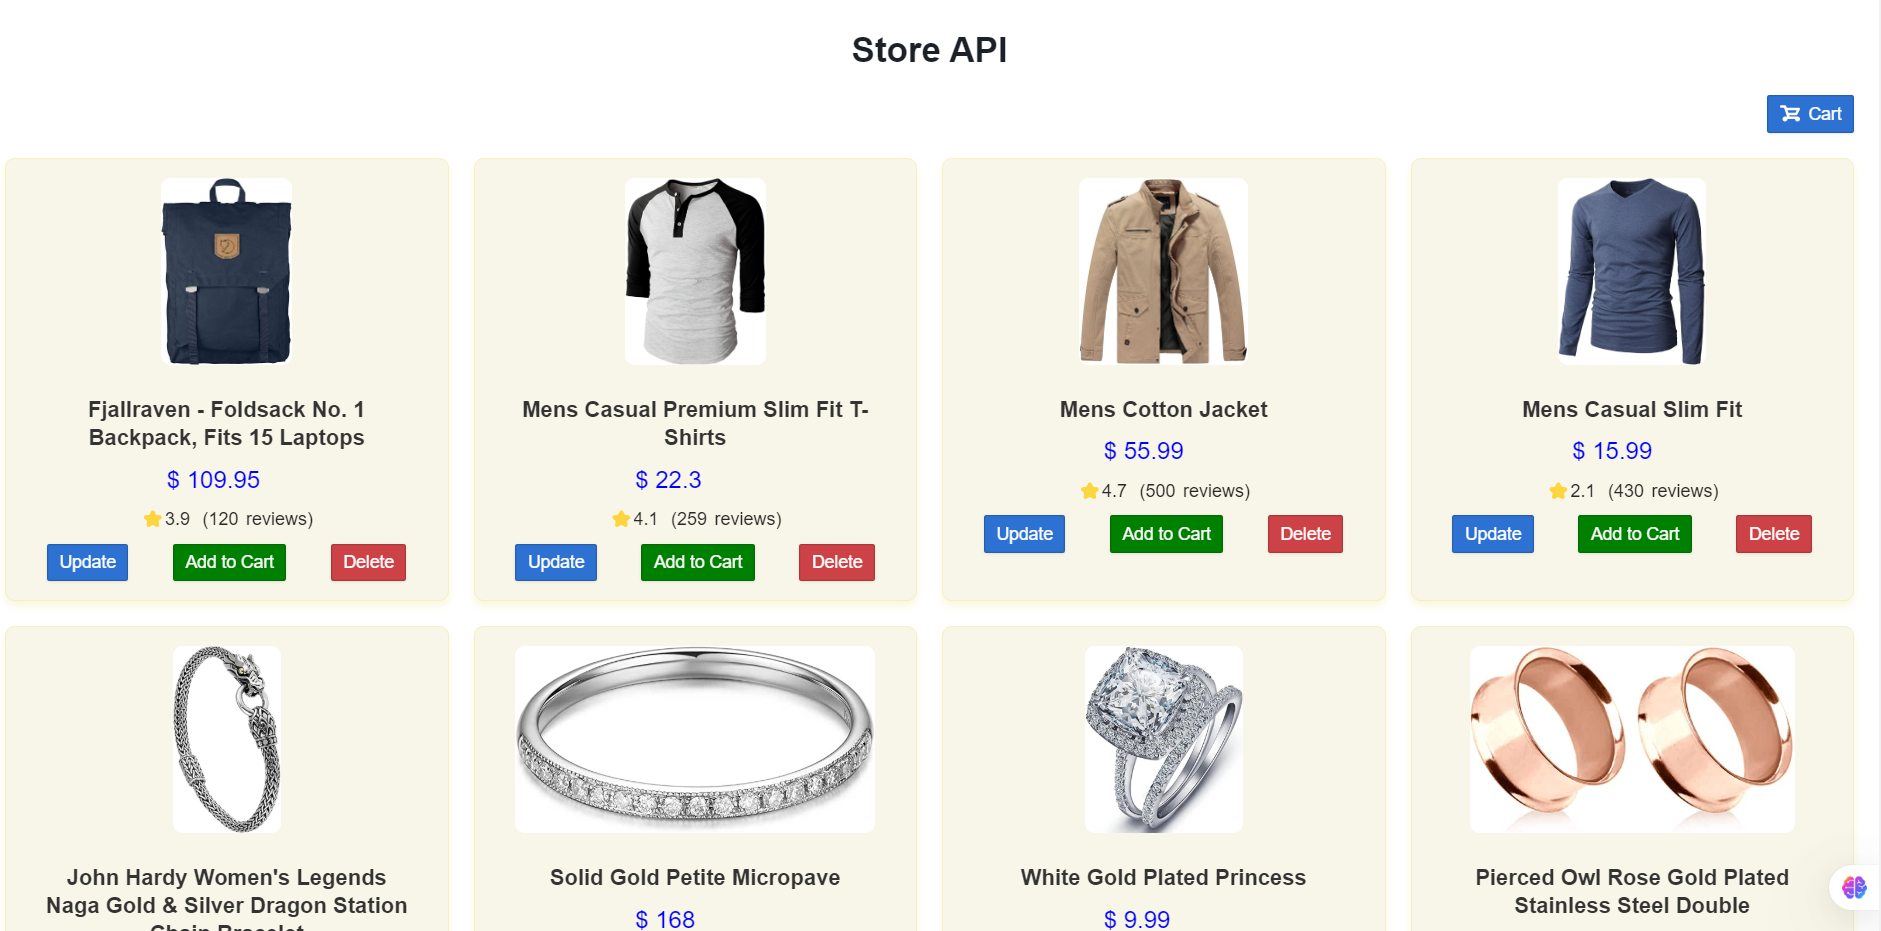 Store API
Cart
Fjallraven - Foldsack No. 1
Backpack, Fits 15 Laptops
$ 109.95
3.9 (120 reviews)
Update Add to Cart Delete
Mens Casual Premium Slim Fit T-
Shirts
$ 22.3
4.1 (259 reviews)
Update Add to Cart Delete
Mens Cotton Jacket
$ 55.99
4.7 (500 reviews)
Update Add to Cart Delete
Mens Casual Slim Fit
$ 15.99
2.1 (430 reviews)
Update Add to Cart Delete
John Hardy Women's Legends
Naga Gold & Silver Dragon Station
Chain Bracelet
Solid Gold Petite Micropave
$ 168
White Gold Plated Princess
$ 9.99
Pierced Owl Rose Gold Plated
Stainless Steel Double